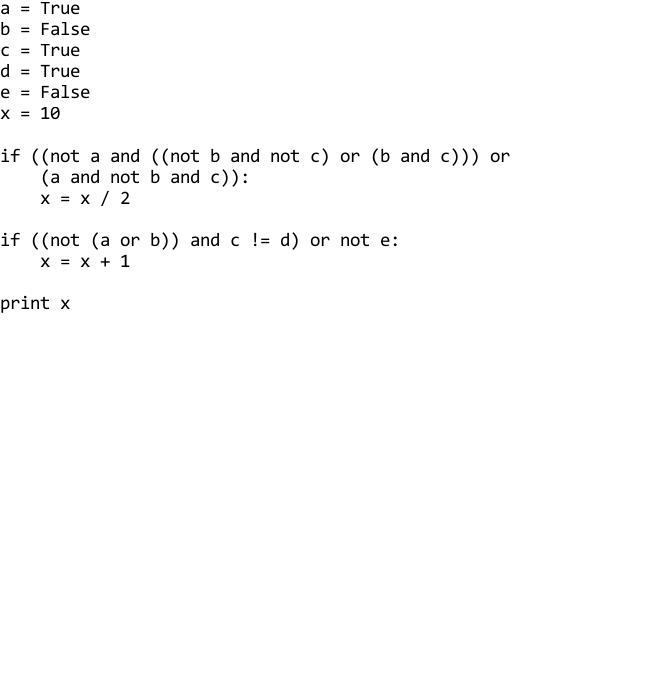 a = True
b = False
c = True
d = True
e = False
x = 10

if ((not a and ((not b and not c) or (b and c))) or
    (a and not b and c)):
    x = x / 2

if ((not (a or b)) and c != d) or not e:
    x = x + 1

print x